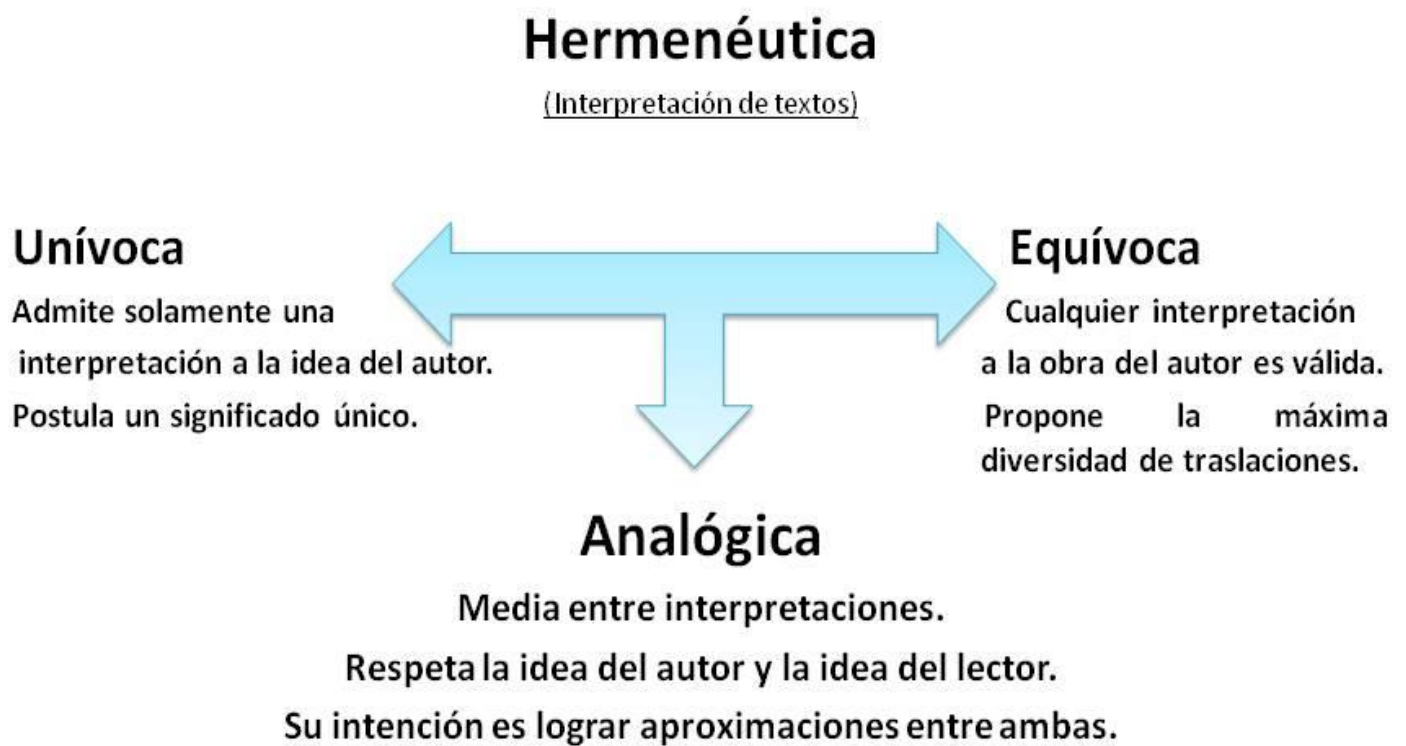 Hermenéutica
(Interpretación de textos)
Unívoca
Admite solamente una
interpretación a la idea del autor.
Postula un significado único.
Equívoca
Cualquier interpretación
a la obra del autor es válida.
Propone la máxima
diversidad de traslaciones.
Analógica
Media entre interpretaciones.
Respeta la idea del autor y la idea del lector.
Su intención es lograr aproximaciones entre ambas.